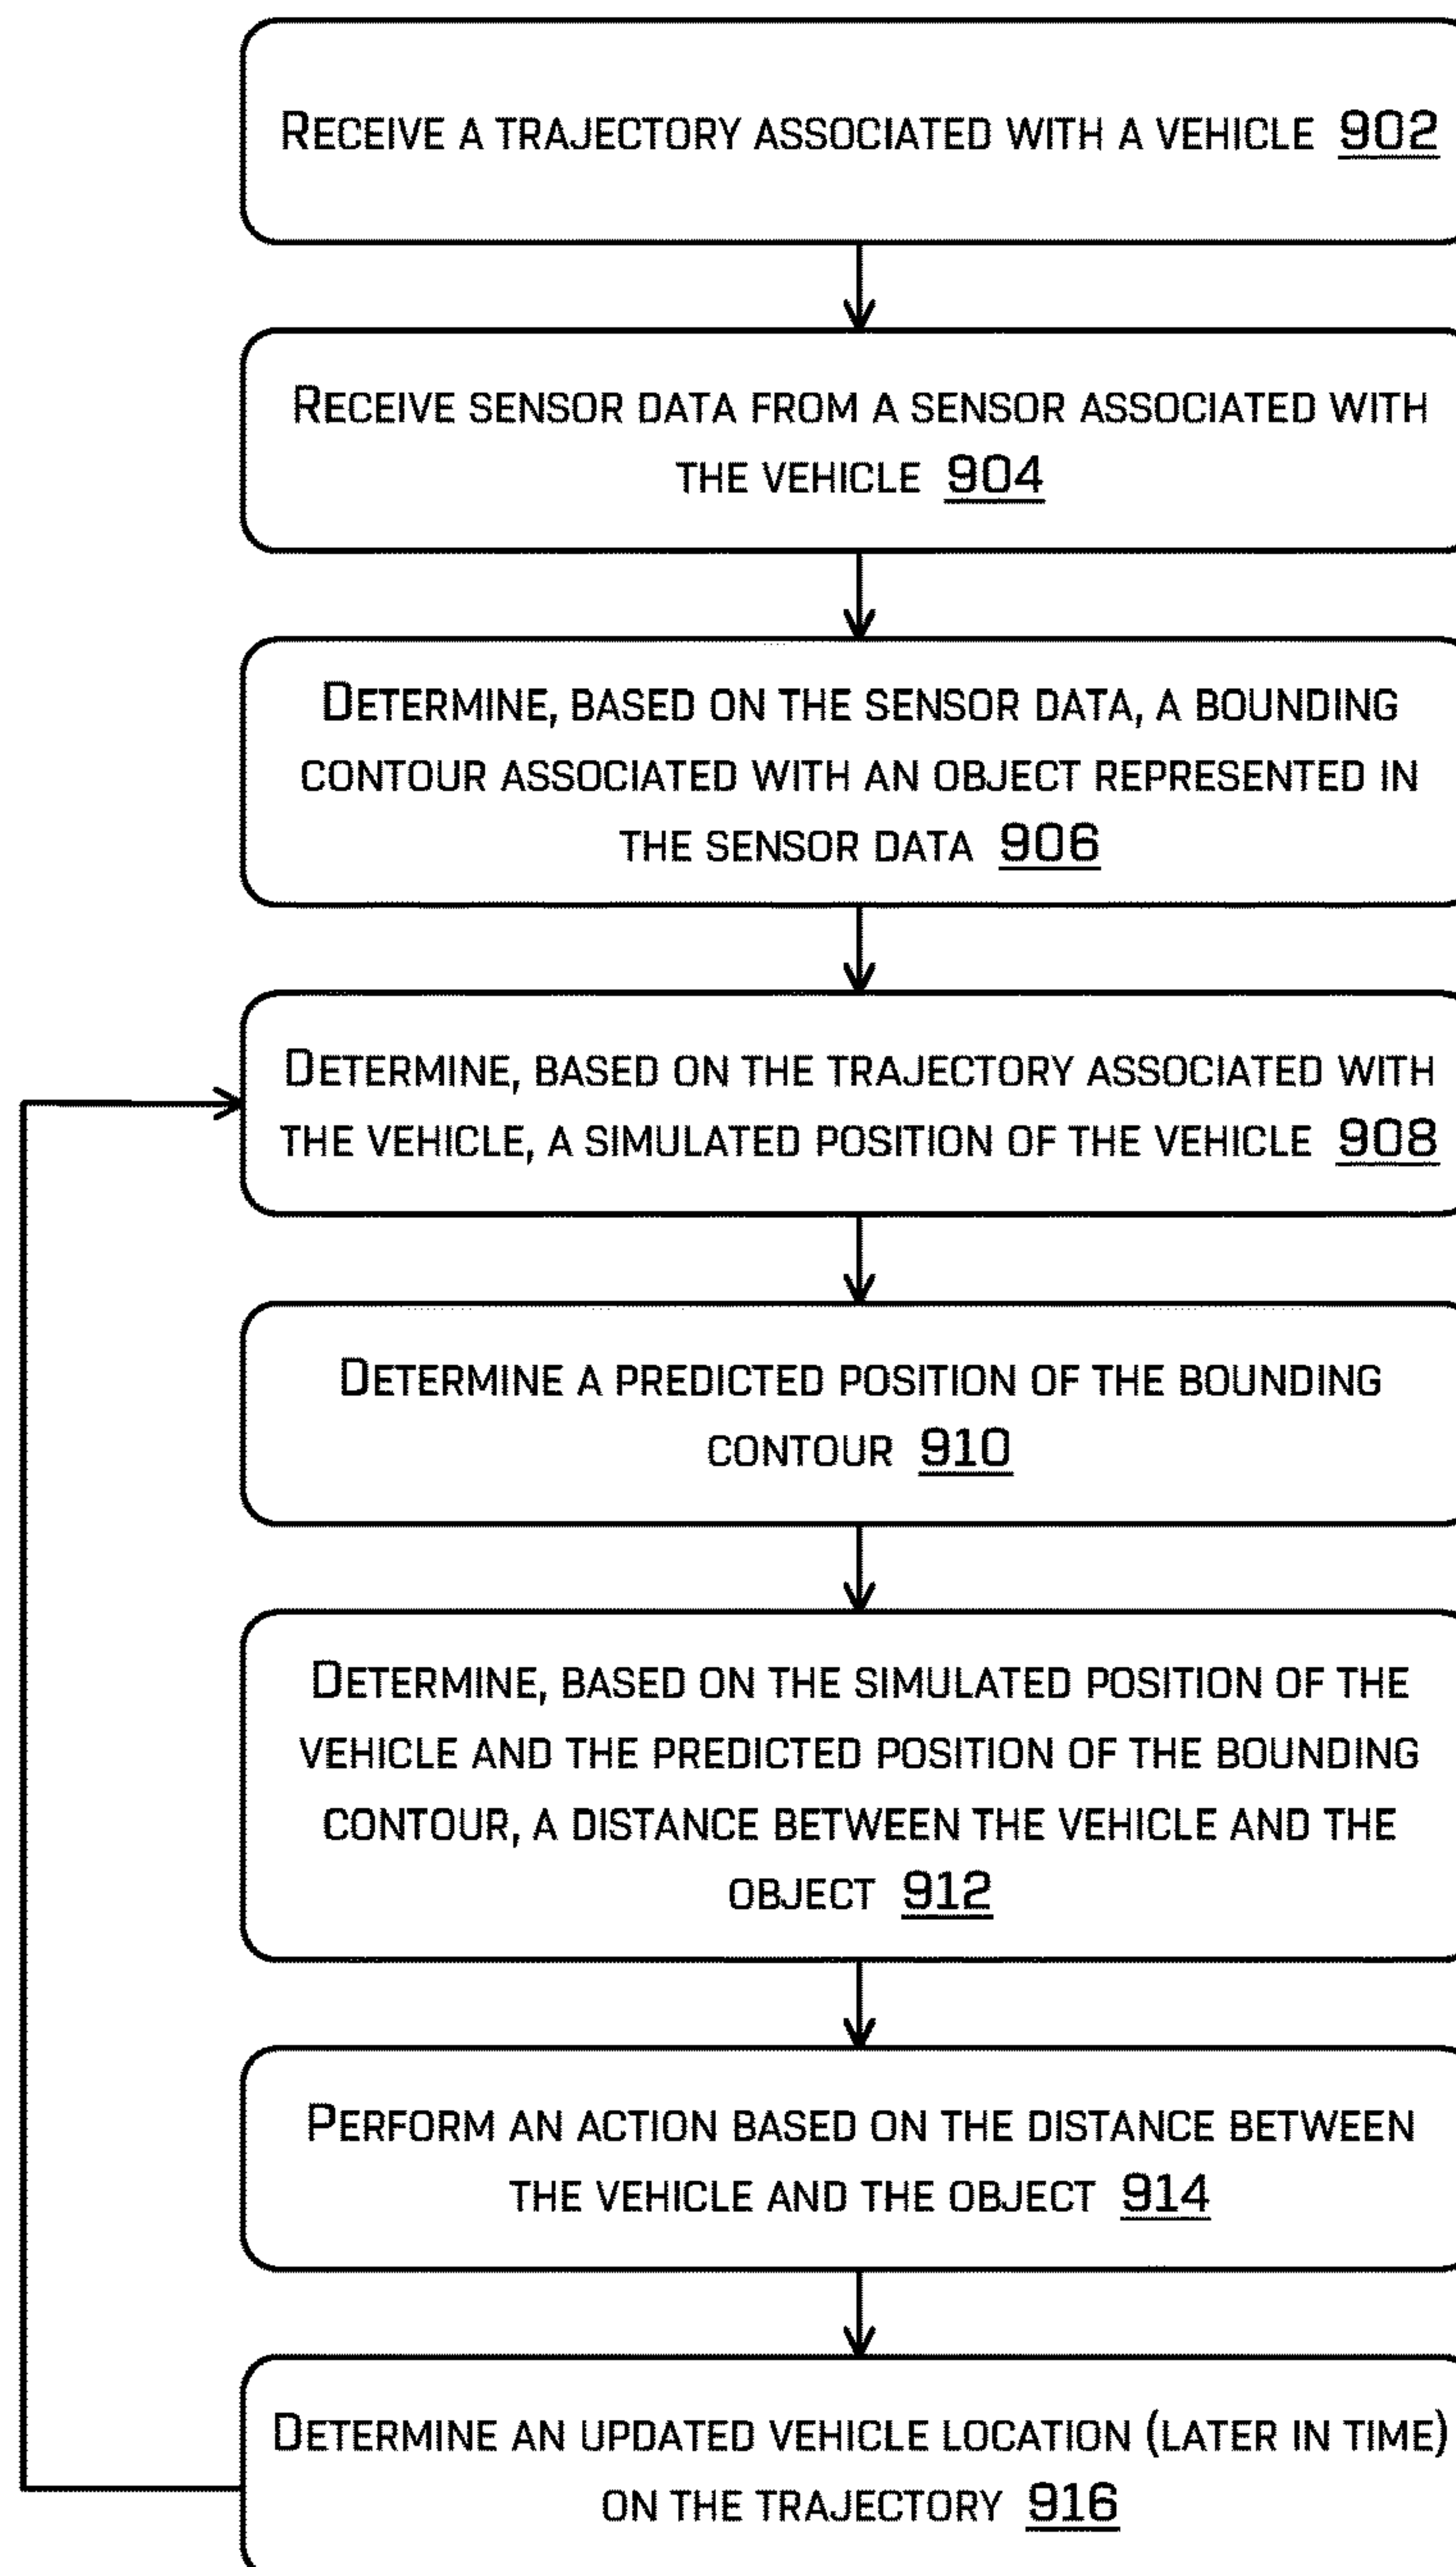 RECEIVE A TRAJECTORY ASSOCIATED WITH A VEHICLE 902
RECEIVE SENSOR DATA FROM A SENSOR ASSOCIATED WITH
THE VEHICLE 904
DETERMINE, BASED ON THE SENSOR DATA, A BOUNDING
CONTOUR ASSOCIATED WITH AN OBJECT REPRESENTED IN
THE SENSOR DATA 906
DETERMINE, BASED ON THE TRAJECTORY ASSOCIATED WITH
THE VEHICLE, A SIMULATED POSITION OF THE VEHICLE 908
DETERMINE A PREDICTED POSITION OF THE BOUNDING
CONTOUR 910
DETERMINE, BASED ON THE SIMULATED POSITION OF THE
VEHICLE AND THE PREDICTED POSITION OF THE BOUNDING
CONTOUR, A DISTANCE BETWEEN THE VEHICLE AND THE
OBJECT 912
PERFORM AN ACTION BASED ON THE DISTANCE BETWEEN
THE VEHICLE AND THE OBJECT 914
DETERMINE AN UPDATED VEHICLE LOCATION (LATER IN TIME)
ON THE TRAJECTORY 916